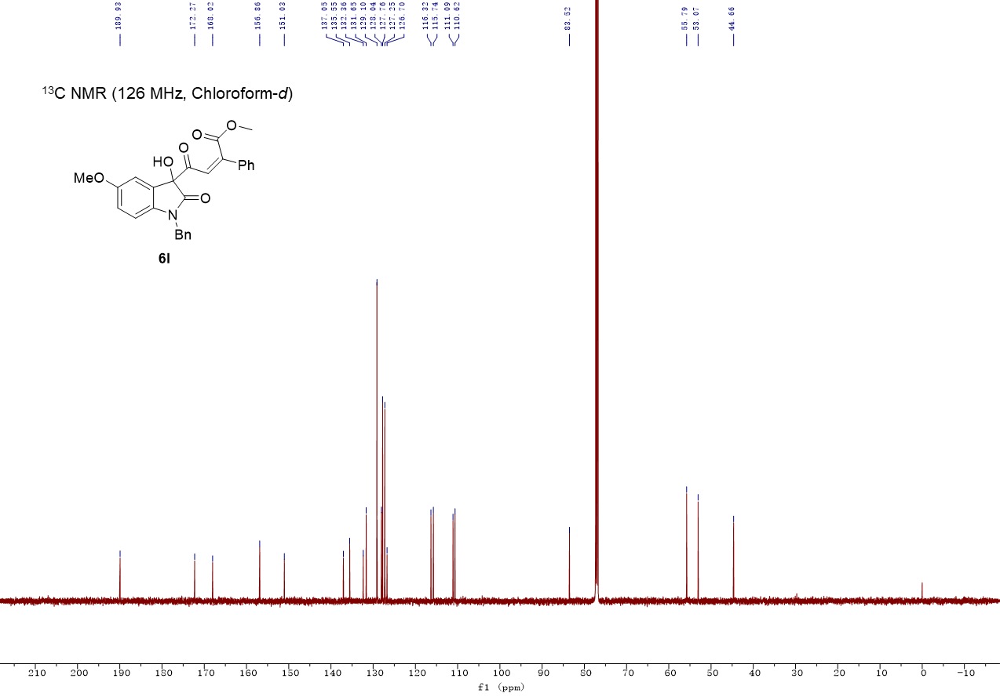 189.93
172.27
168.02
156.86
151.03
137.05
135.55
132.36
131.65
129.10
128.04
127.76
127.25
126.70
116.32
115.74
111.09
110.62
83.52
55.79
53.07
44.66
13C NMR (126 MHz, Chloroform-d)
O
O
O
HO
Ph
MeO
O
N
Bn
6l
210 200 190 180 170 160 150 140 130 120 110 100 90 80 70 60 50 40 30 20 10 0 -10
f1 (ppm)